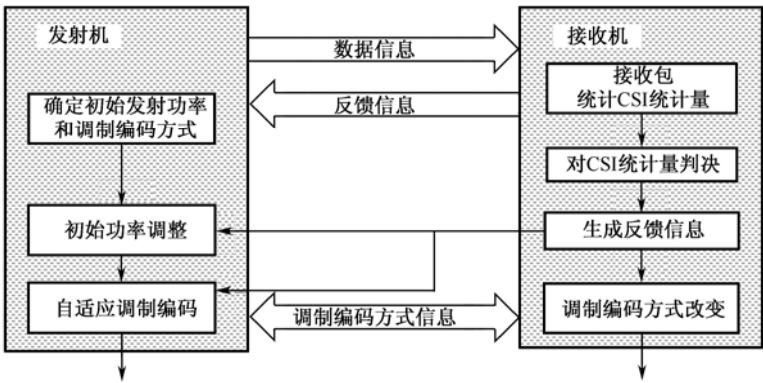 发射机
确定初始发射功率
和调制编码方式
初始功率调整
自适应调制编码
数据信息
反馈信息
调制编码方式信息
接收机
接收包
统计CSI统计量
对CSI统计量判决
生成反馈信息
调制编码方式改变